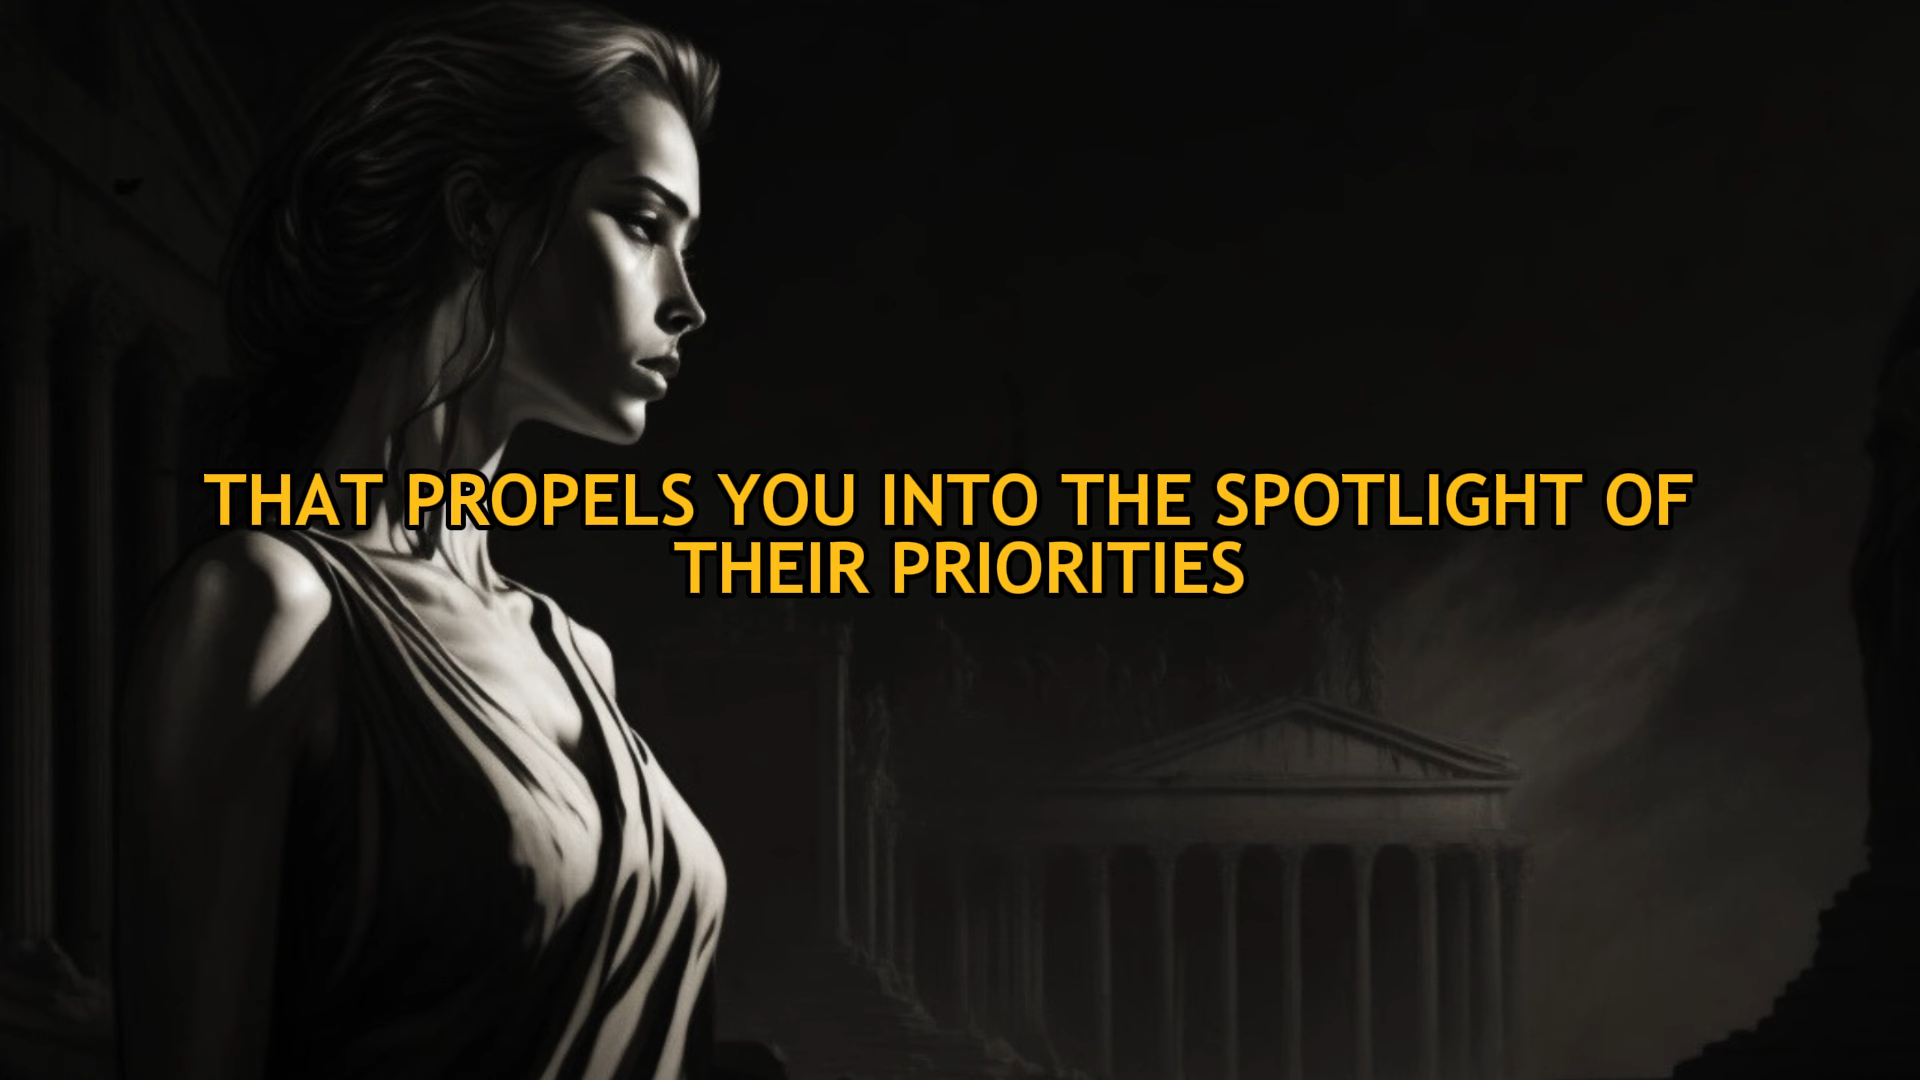 THAT PROPELS YOU INTO THE SPOTLIGHT OF
THEIR PRIORITIES